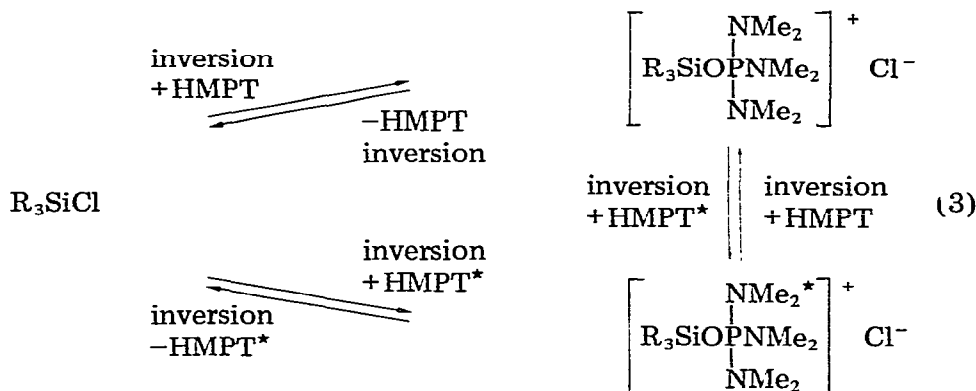 inversion
+HMPT
−HMPT
inversion
R₃SiCl
inversion
+HMPT*
inversion
−HMPT*
NMe₂
R₃SiOPNMe₂
NMe₂
+
Cl⁻
inversion
+HMPT*
inversion
+HMPT
(3)
NMe₂*
R₃SiOPNMe₂
NMe₂
+
Cl⁻